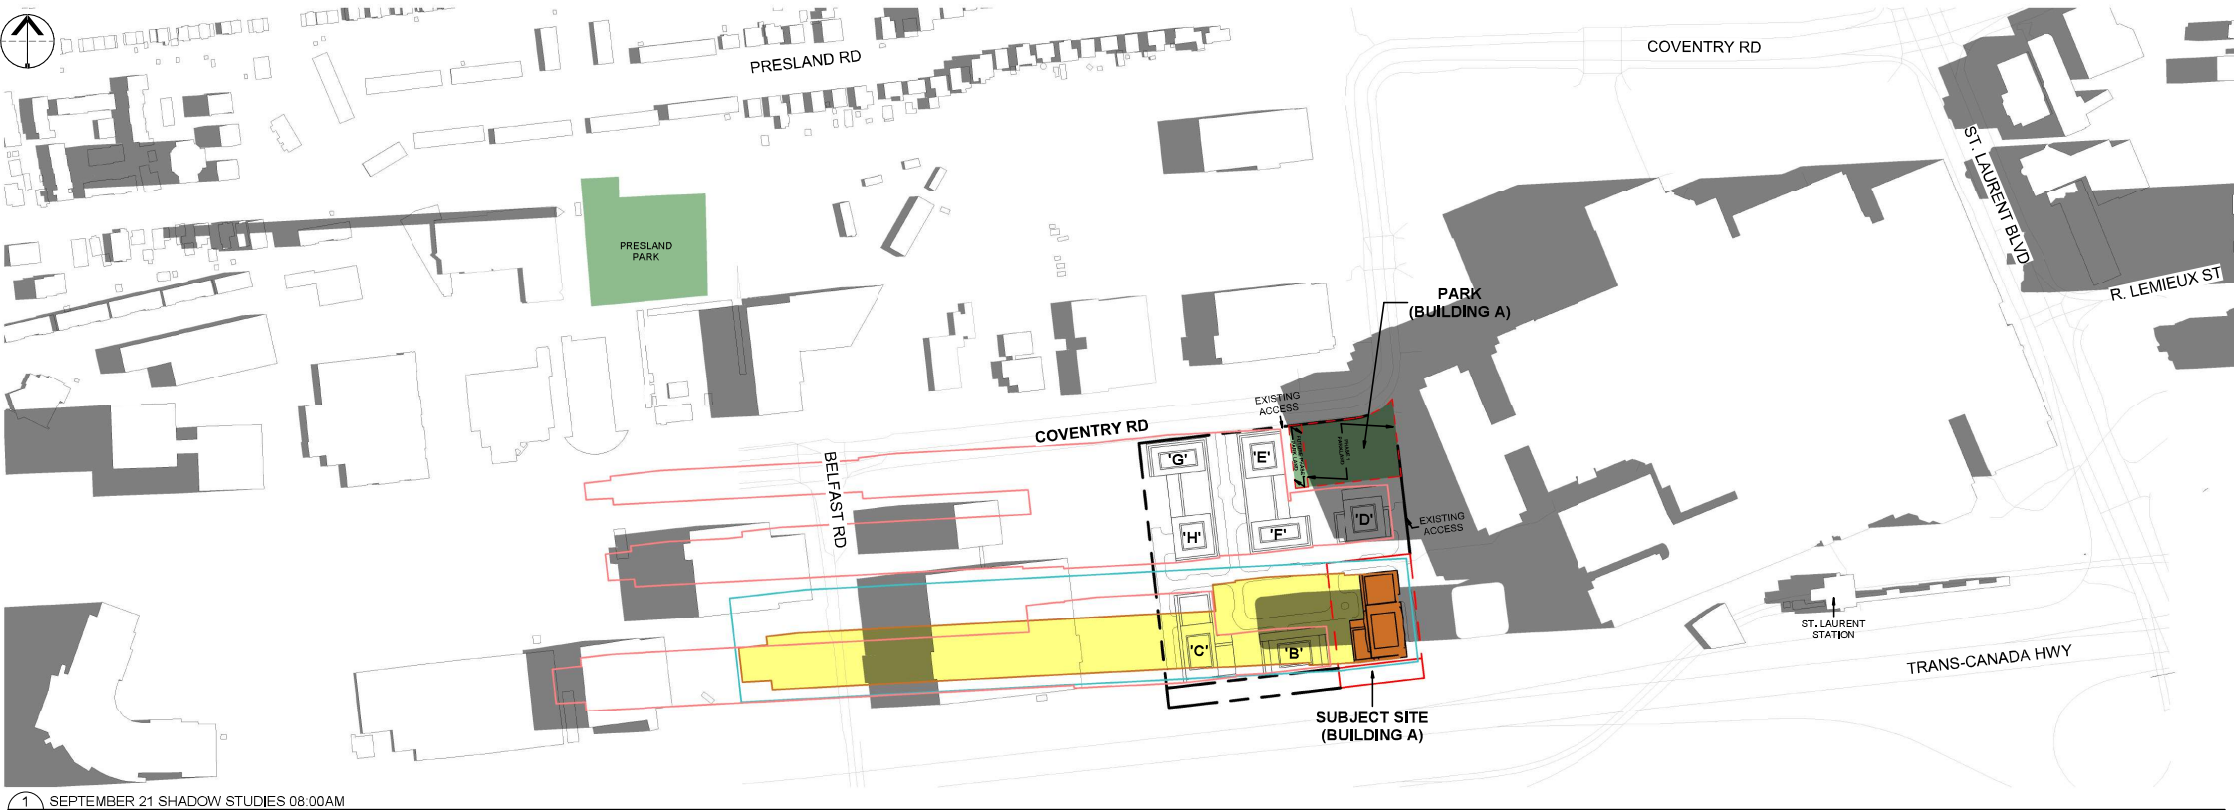 PRESLAND RD
COVENTRY RD
ST. LAURENT BLVD
PRESLAND
PARK
R. LEMIEUX ST
PARK
(BUILDING A)
EXISTING
ACCESS
COVENTRY RD
BELFAST RD
'G'
'E'
'H'
'F'
'D'
EXISTING
ACCESS
'C'
'B'
ST. LAURENT
STATION
TRANS-CANADA HWY
SUBJECT SITE
(BUILDING A)
1 SEPTEMBER 21 SHADOW STUDIES 08:00AM